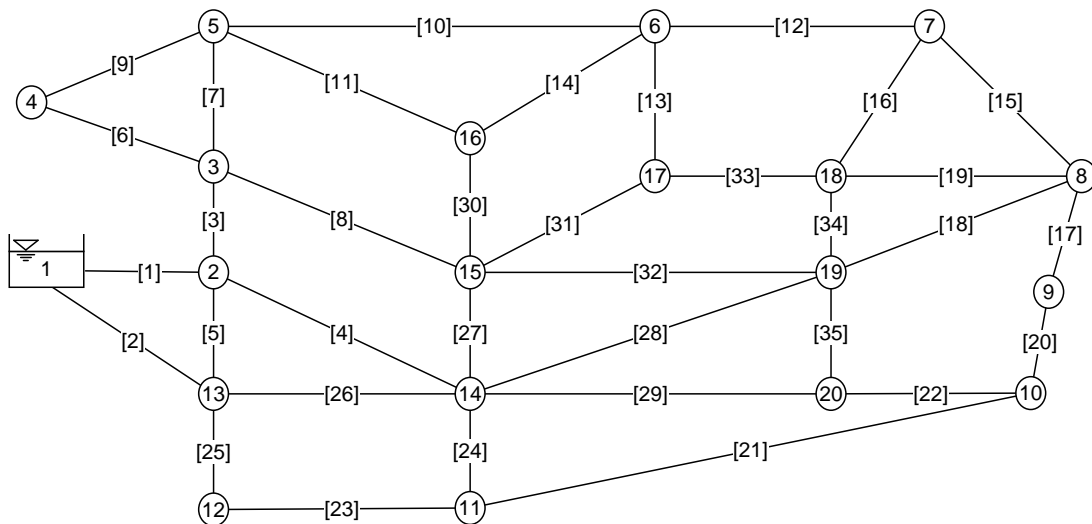 5 [10] 6 [12] 7
[9] [11] [14] [7] [13] [16] [15]
4 [6] 16
3 17 [33] 18 [19] 8
[3] [8] [30] [31] [34] [18] [17]
1 [1] 2 15 [32] 19
9
[2] [5] [4] [27] [28] [35] [20]
13 [26] 14 [29] 20 [22] 10
[25] [24] [21]
12 [23] 11